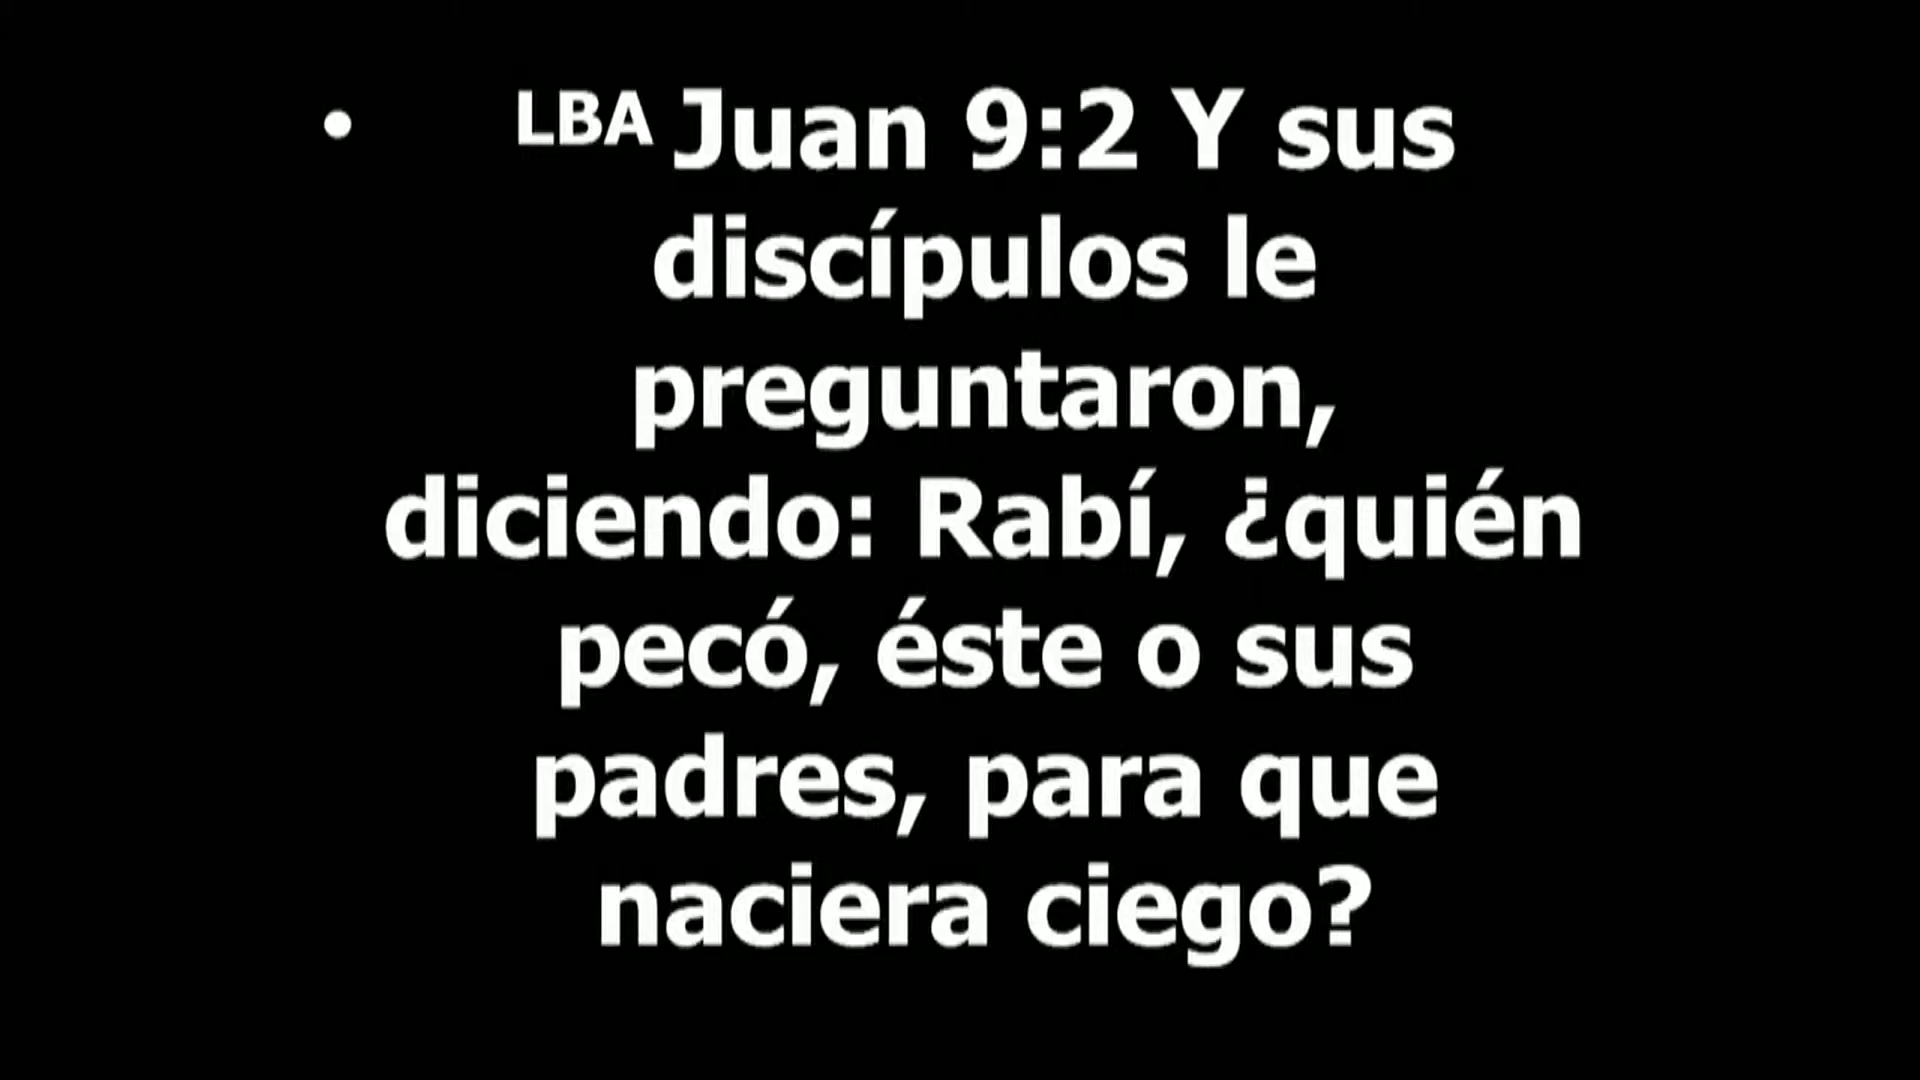 • LBA Juan 9:2 Y sus
discípulos le
preguntaron,
diciendo: Rabí, ¿quién
pecó, éste o sus
padres, para que
naciera ciego?